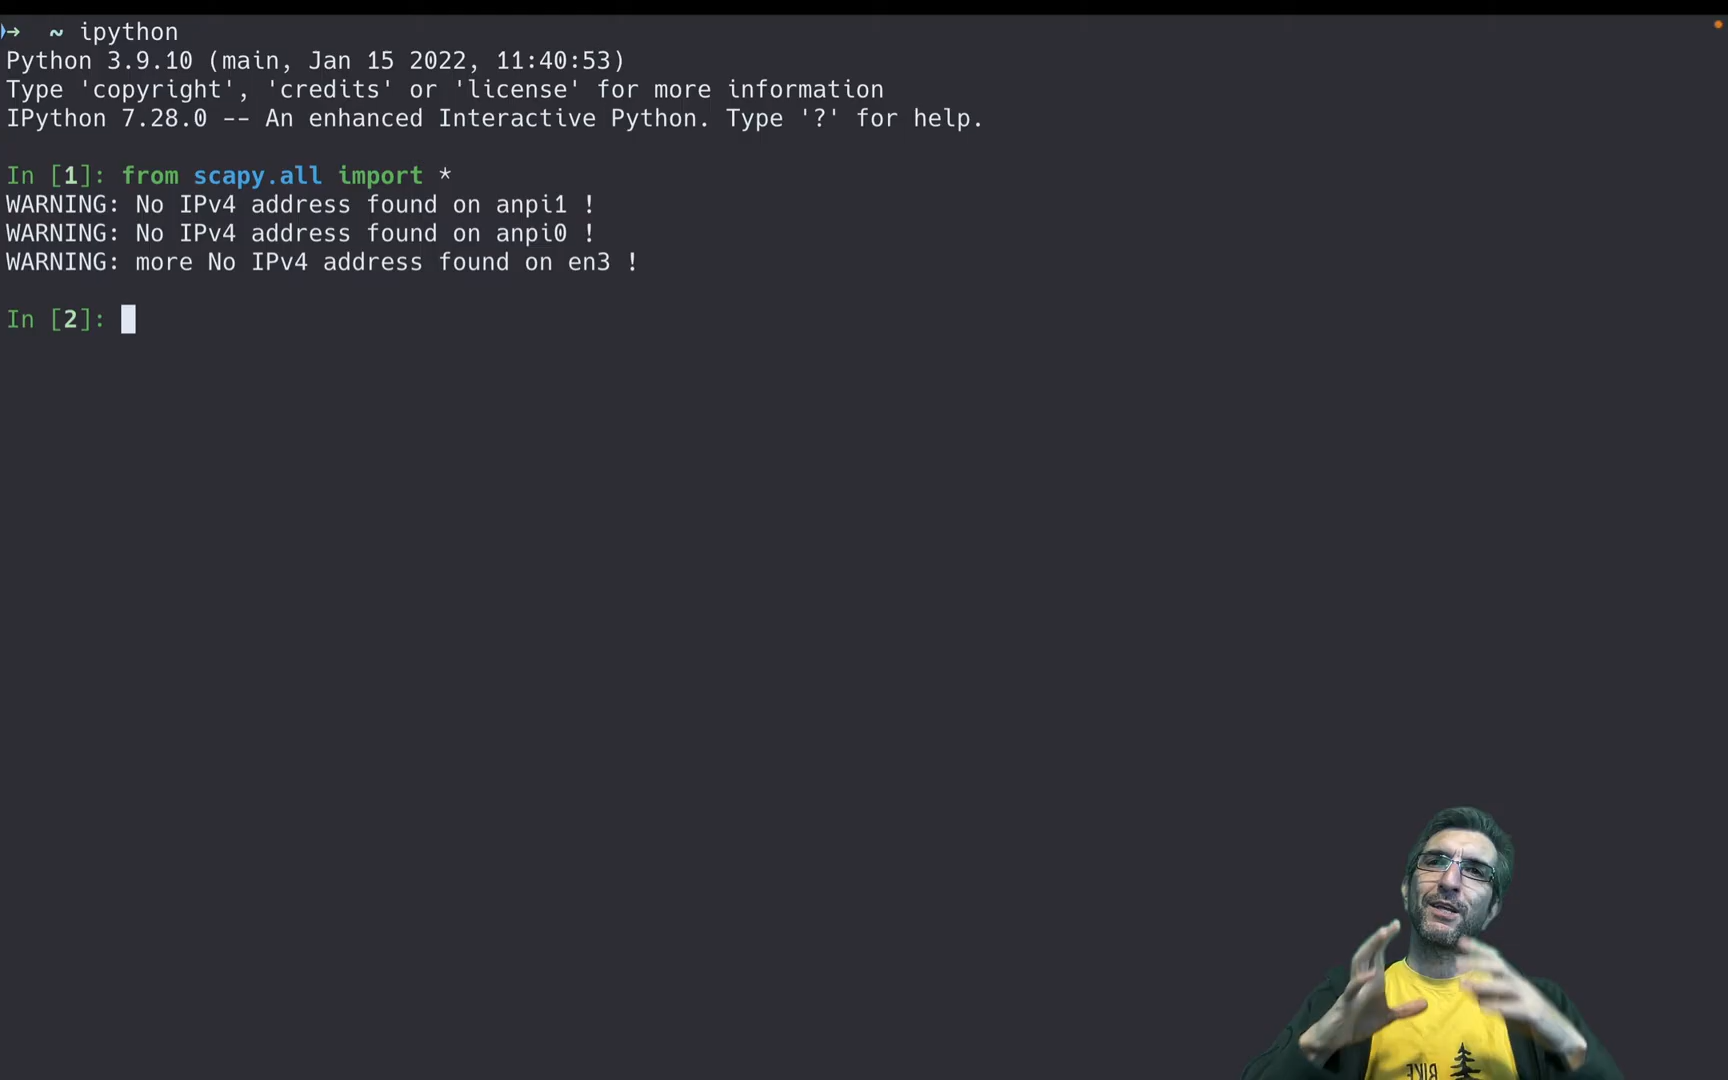 → ~ ipython
Python 3.9.10 (main, Jan 15 2022, 11:40:53)
Type 'copyright', 'credits' or 'license' for more information
IPython 7.28.0 -- An enhanced Interactive Python. Type '?' for help.
In [1]: from scapy.all import *
WARNING: No IPv4 address found on anpi1 !
WARNING: No IPv4 address found on anpi0 !
WARNING: more No IPv4 address found on en3 !
In [2]:
BIKE